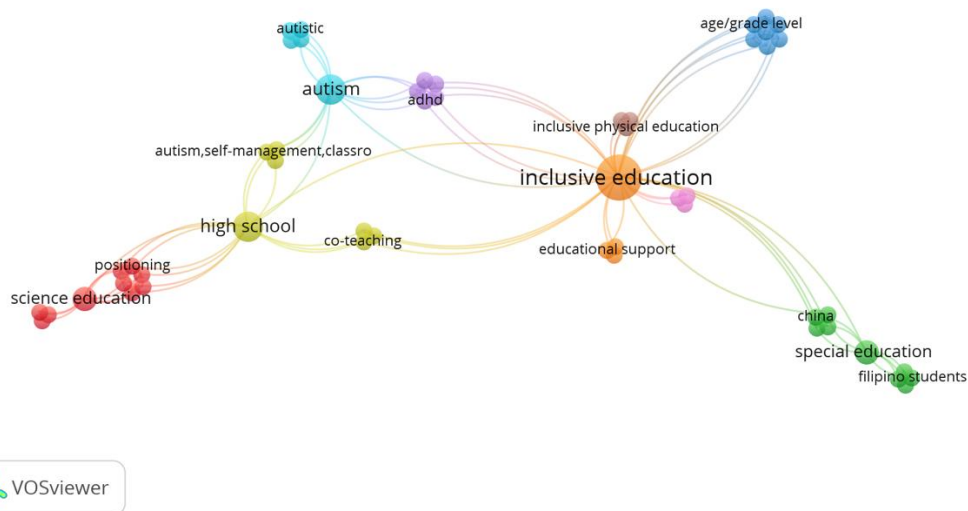 age/grade level
autistic
autism
adhd
inclusive physical education
autism,self-management,classro
inclusive education
high school
co-teaching
educational support
positioning
science education
china
special education
filipino students
VOSviewer